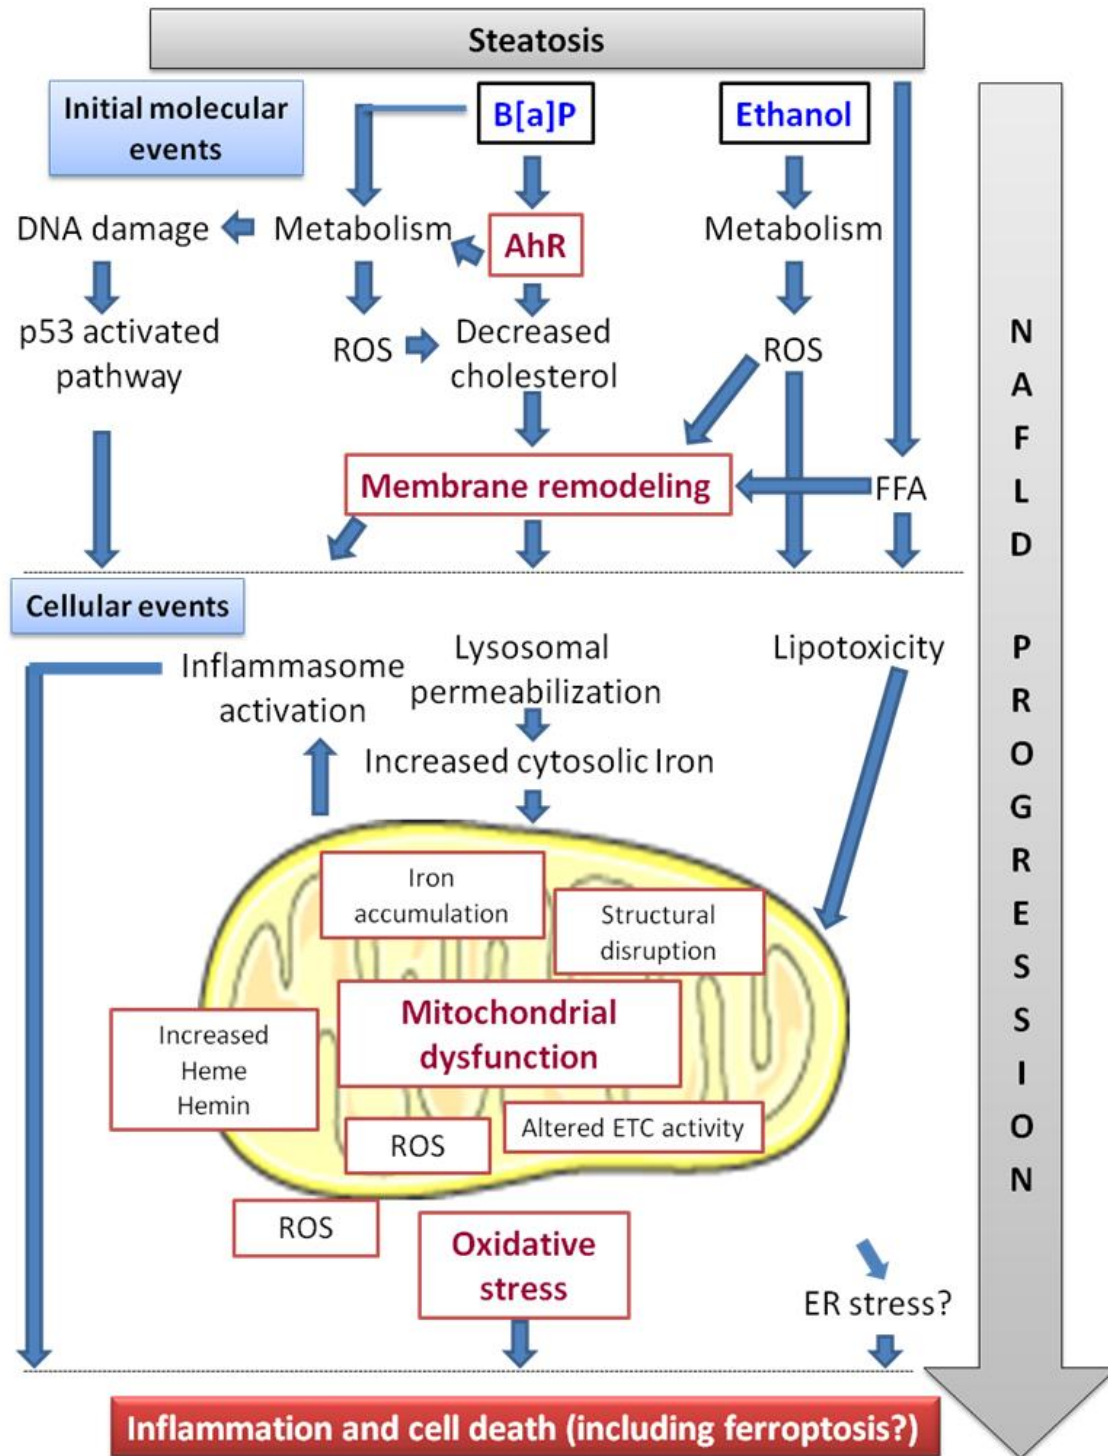 Steatosis
Initial molecular
events
B[a]P
Ethanol
DNA damage
Metabolism
AhR
Metabolism
p53 activated
pathway
ROS
Decreased
cholesterol
ROS
Membrane remodeling
FFA
Cellular events
Inflammasome
activation
Lysosomal
permeabilization
Lipotoxicity
Increased cytosolic Iron
Iron
accumulation
Structural
disruption
Mitochondrial
dysfunction
Increased
Heme
Hemin
Altered ETC activity
ROS
ROS
Oxidative
stress
ER stress?
Inflammation and cell death (including ferroptosis?)
NAFLD PROGRESSION